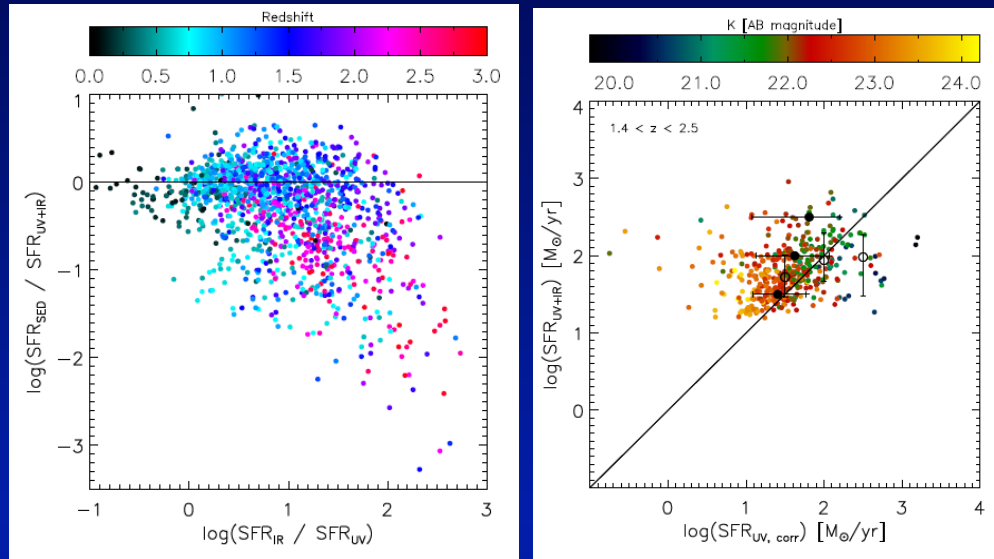 Redshift
0.0 0.5 1.0 1.5 2.0 2.5 3.0
1
0
−1
−2
−3
log(SFR_SED / SFR_UV+IR)
−1 0 1 2 3
log(SFR_IR / SFR_UV)
K [AB magnitude]
20.0 21.0 22.0 23.0 24.0
1.4 < z < 2.5
4
3
2
1
0
log(SFR_UV+IR) [M_⊙/yr]
0 1 2 3 4
log(SFR_UV, corr) [M_⊙/yr]